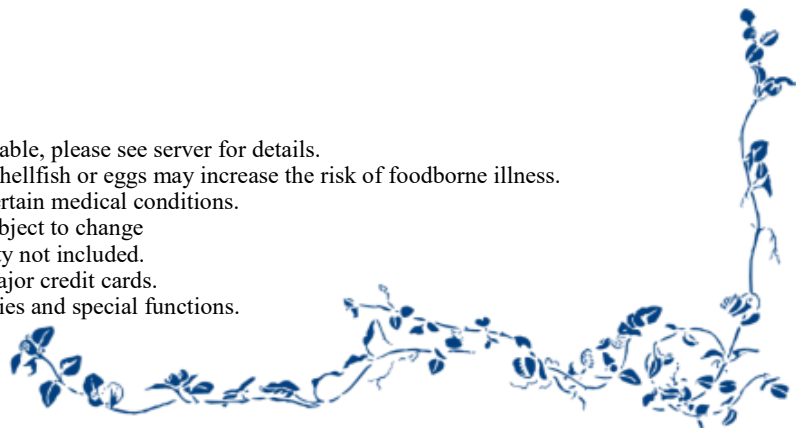 able, please see server for details.
hellfish or eggs may increase the risk of foodborne illness.
rtain medical conditions.
bject to change
ty not included.
ajor credit cards.
ies and special functions.